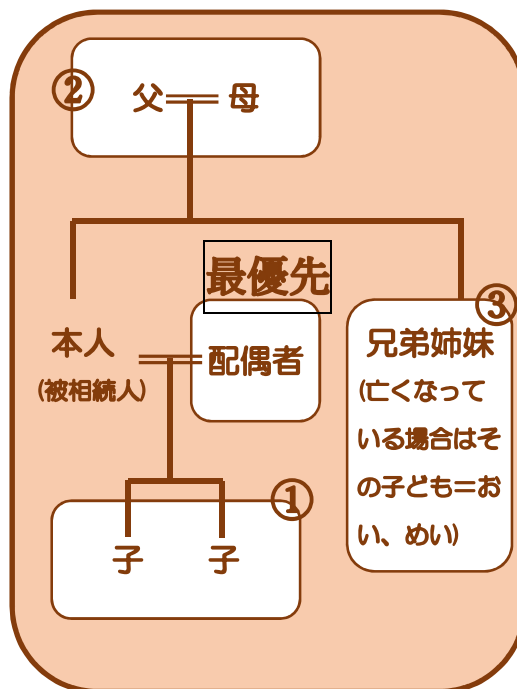 ②
父 母
最優先
③
本人
(被相続人)
配偶者
兄弟姉妹
(亡くなって
いる場合はそ
の子ども＝お
い、めい)
①
子 子